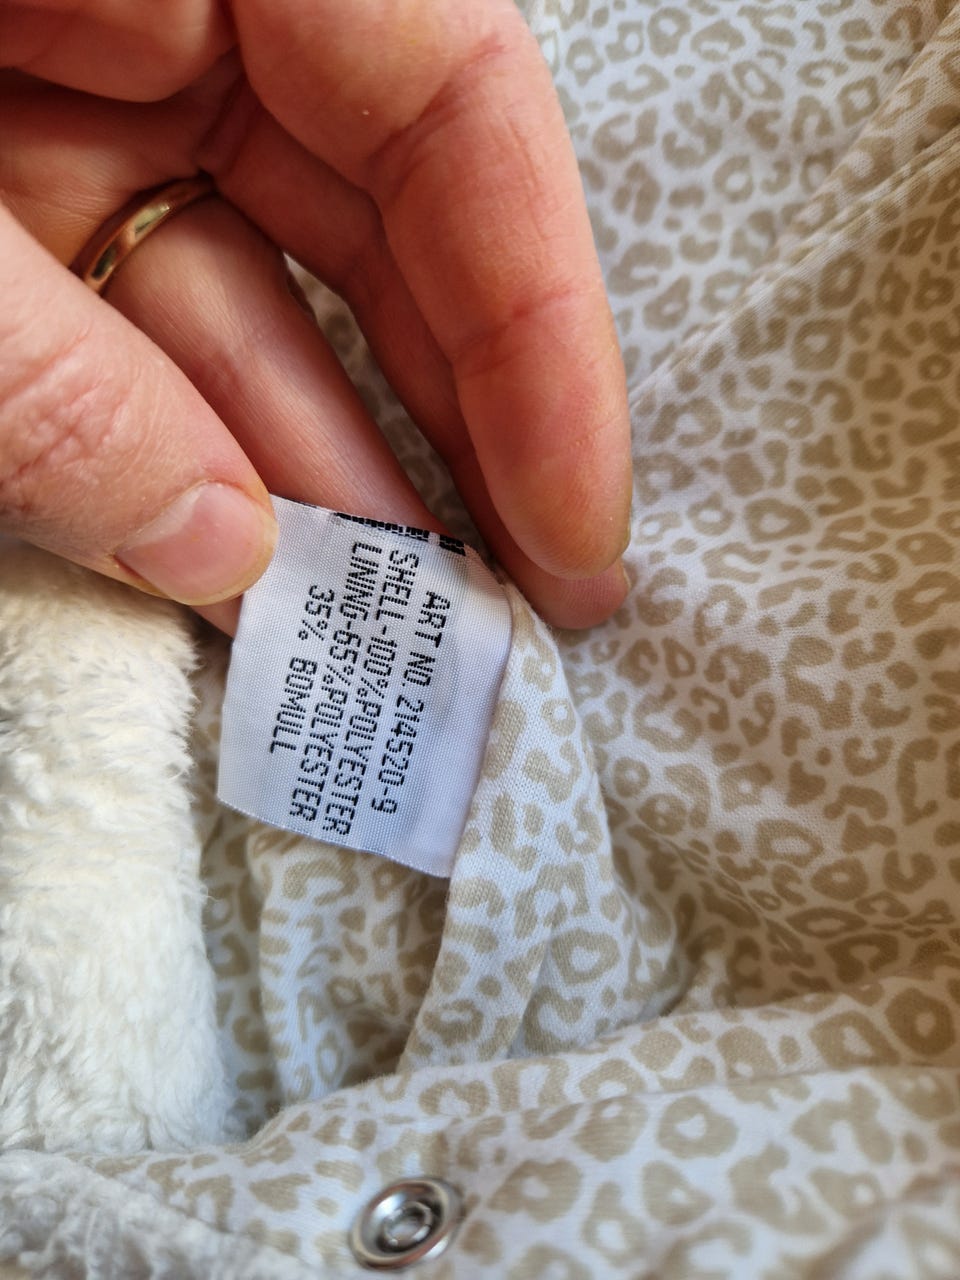 ART NO 214520-9
SHELL-100%POLYESTER
LINING-65%POLYESTER
35% BOMULL